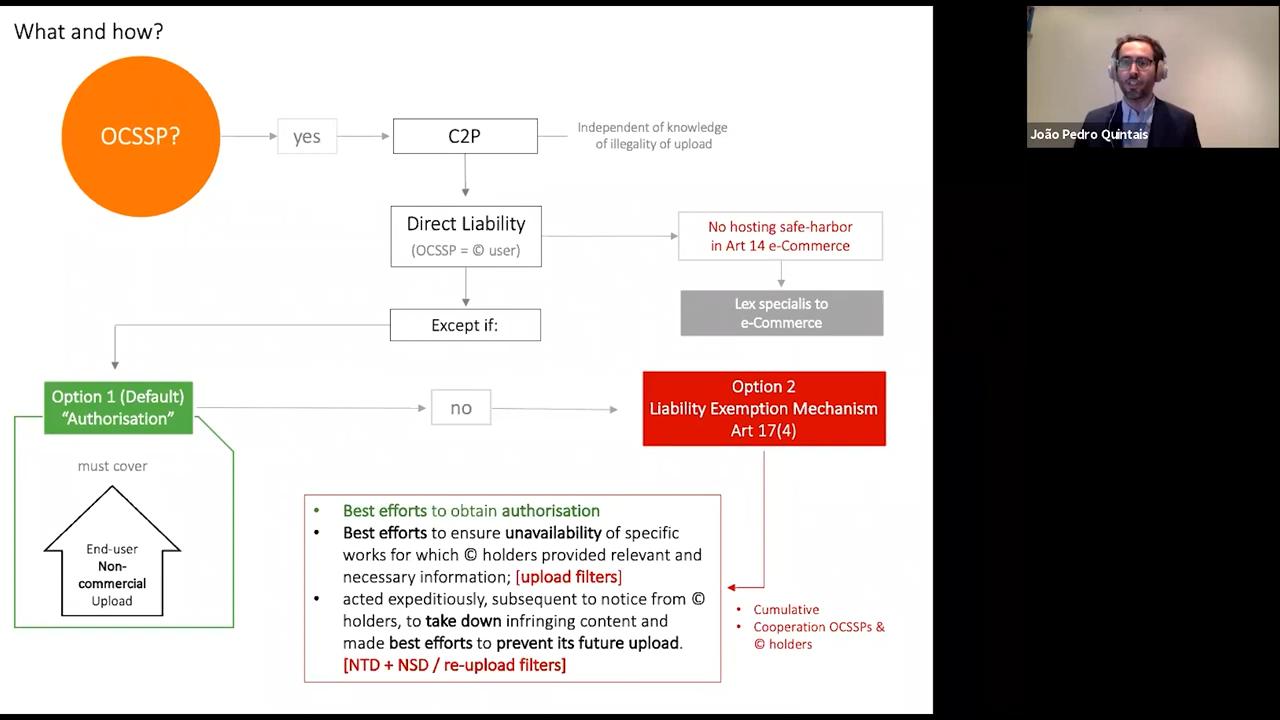 What and how?
OCSSP?
yes
C2P
Independent of knowledge
of illegality of upload
Direct Liability
(OCSSP = © user)
No hosting safe-harbor
in Art 14 e-Commerce
Lex specialis to
e-Commerce
Except if:
Option 1 (Default)
“Authorisation”
no
Option 2
Liability Exemption Mechanism
Art 17(4)
must cover
End-user
Non-
commercial
Upload
• Best efforts to obtain authorisation
• Best efforts to ensure unavailability of specific
works for which © holders provided relevant and
necessary information; [upload filters]
• acted expeditiously, subsequent to notice from ©
holders, to take down infringing content and
made best efforts to prevent its future upload.
[NTD + NSD / re-upload filters]
• Cumulative
• Cooperation OCSSPs &
© holders
João Pedro Quintais